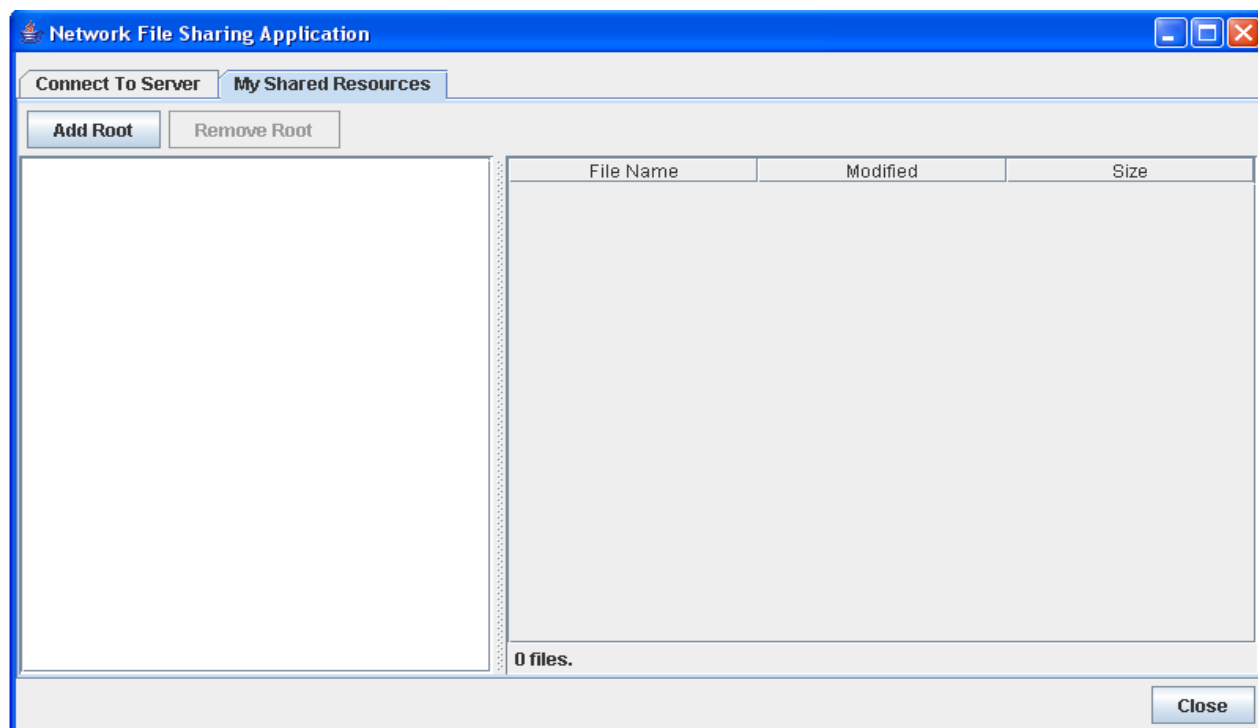 Network File Sharing Application
Connect To Server My Shared Resources
Add Root Remove Root
File Name Modified Size
0 files.
Close